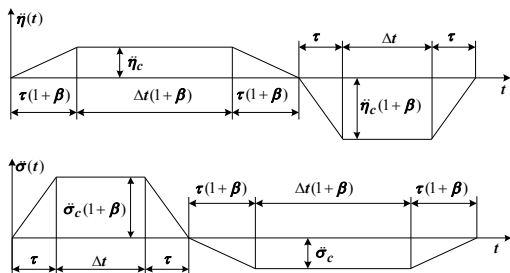 η̈(t)
τ Δt τ
η̈c
τ(1+β) Δt(1+β) τ(1+β)
t
η̈c(1+β)
σ̈(t)
τ(1+β) Δt(1+β) τ(1+β)
σ̈c(1+β)
t
τ Δt τ
σ̈c